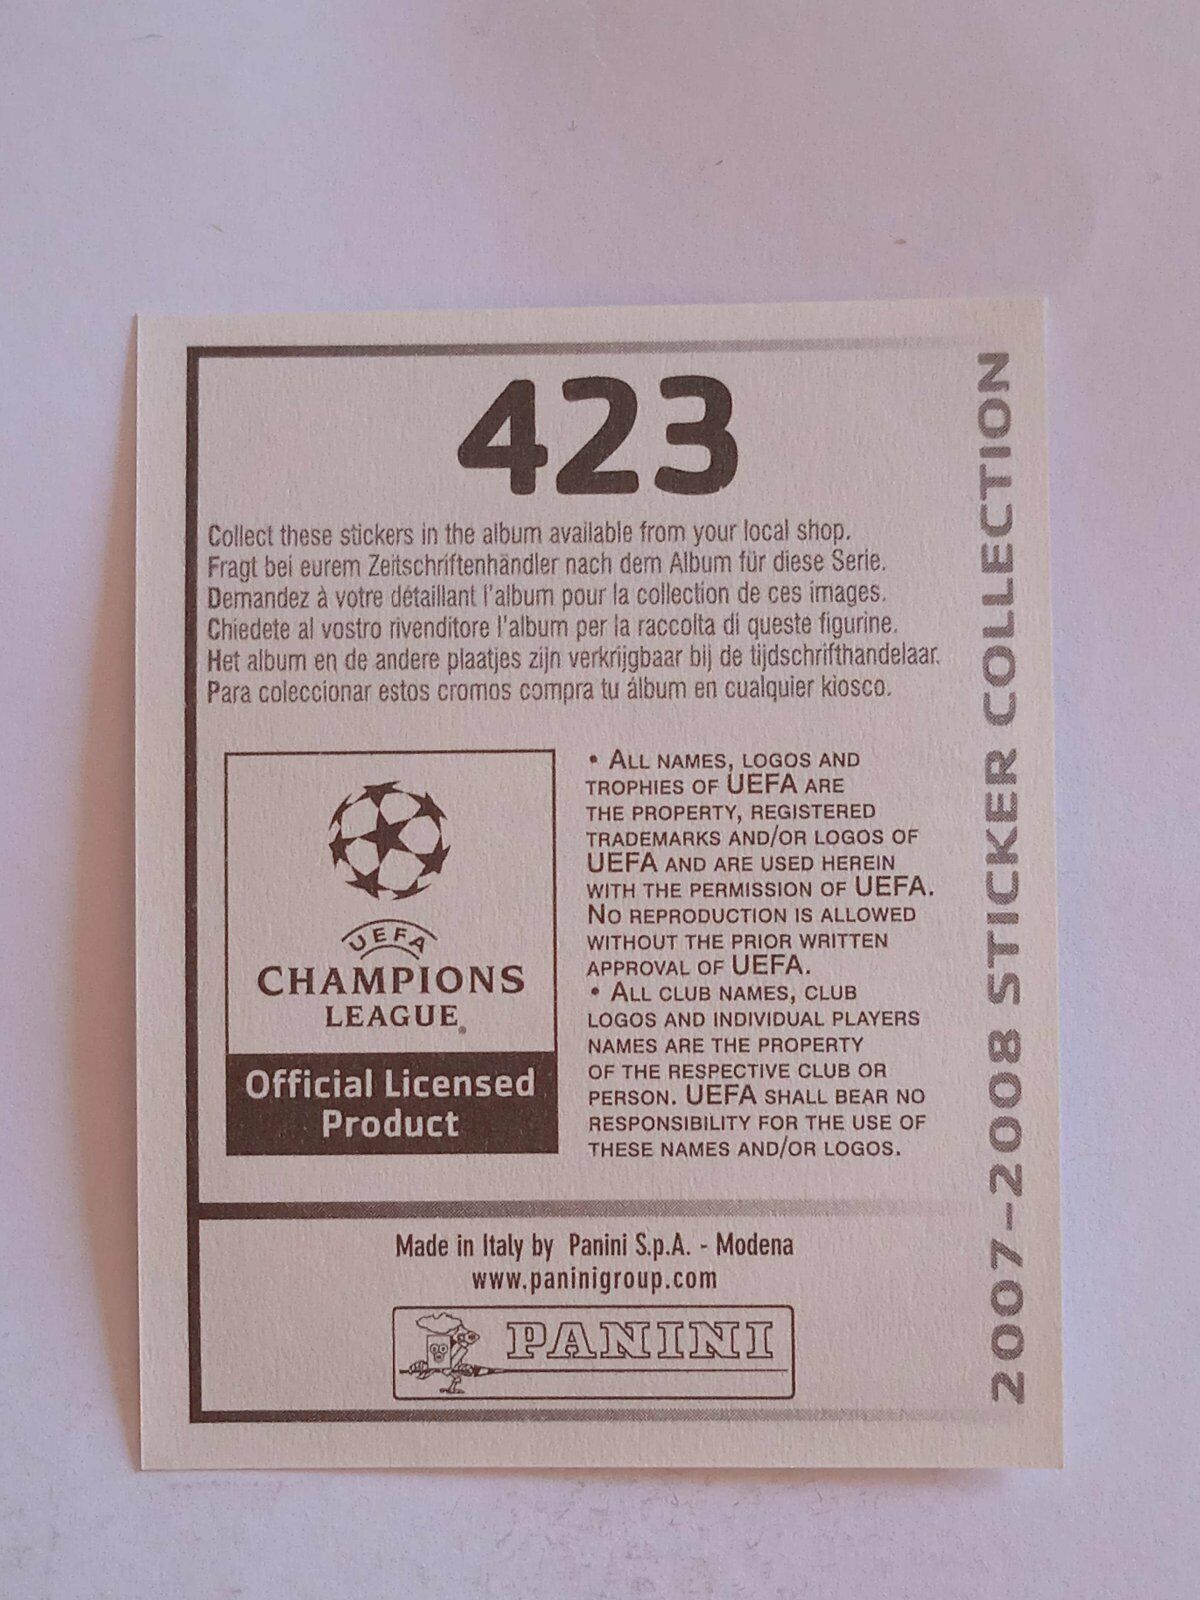 423
Collect these stickers in the album available from your local shop.
Fragt bei eurem Zeitschriftenhändler nach dem Album für diese Serie.
Demandez à votre détaillant l'album pour la collection de ces images.
Chiedete al vostro rivenditore l'album per la raccolta di queste figurine.
Het album en de andere plaatjes zijn verkrijgbaar bij de tijdschrifthandelaar.
Para coleccionar estos cromos compra tu álbum en cualquier kiosco.
UEFA
CHAMPIONS
LEAGUE®
Official Licensed
Product
• ALL NAMES, LOGOS AND
TROPHIES OF UEFA ARE
THE PROPERTY, REGISTERED
TRADEMARKS AND/OR LOGOS OF
UEFA AND ARE USED HEREIN
WITH THE PERMISSION OF UEFA.
NO REPRODUCTION IS ALLOWED
WITHOUT THE PRIOR WRITTEN
APPROVAL OF UEFA.
• ALL CLUB NAMES, CLUB
LOGOS AND INDIVIDUAL PLAYERS
NAMES ARE THE PROPERTY
OF THE RESPECTIVE CLUB OR
PERSON. UEFA SHALL BEAR NO
RESPONSIBILITY FOR THE USE OF
THESE NAMES AND/OR LOGOS.
Made in Italy by Panini S.p.A. - Modena
www.paninigroup.com
PANINI
2007-2008 STICKER COLLECTION